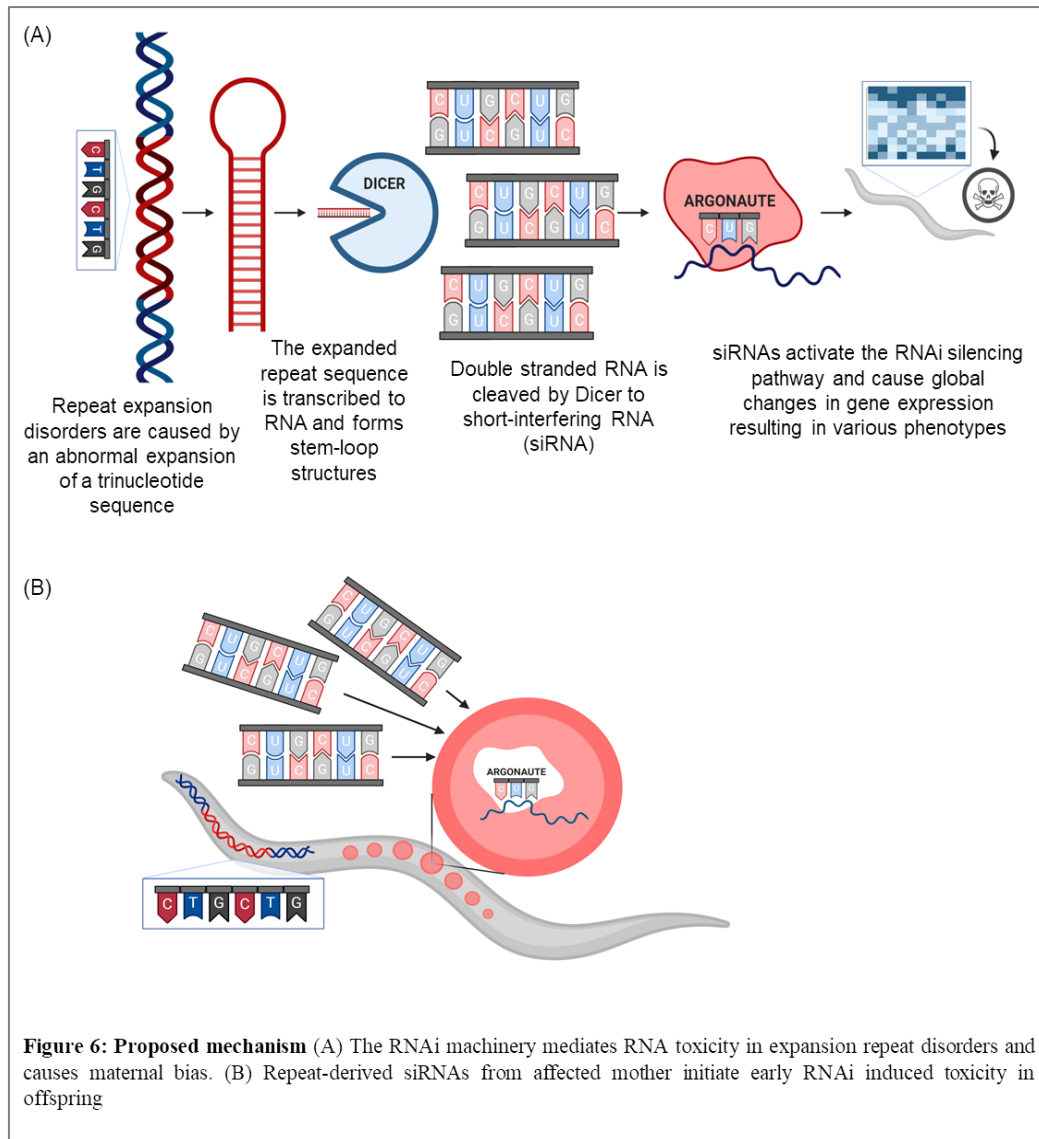 (A)
C
T
G
C
T
G
DICER
C U G C U G
G U C G U C
C U G C U G
G U C G U C
C U G C U G
G U C G U C
ARGONAUTE
C U G
Repeat expansion
disorders are caused by
an abnormal expansion
of a trinucleotide
sequence
The expanded
repeat sequence
is transcribed to
RNA and forms
stem-loop
structures
Double stranded RNA is
cleaved by Dicer to
short-interfering RNA
(siRNA)
siRNAs activate the RNAi silencing
pathway and cause global
changes in gene expression
resulting in various phenotypes
(B)
C U G C U G
G U C G U C
C U G C U G
G U C G U C
C U G C U G
G U C G U C
ARGONAUTE
C U G
C T G C T G
Figure 6: Proposed mechanism (A) The RNAi machinery mediates RNA toxicity in expansion repeat disorders and
causes maternal bias. (B) Repeat-derived siRNAs from affected mother initiate early RNAi induced toxicity in
offspring